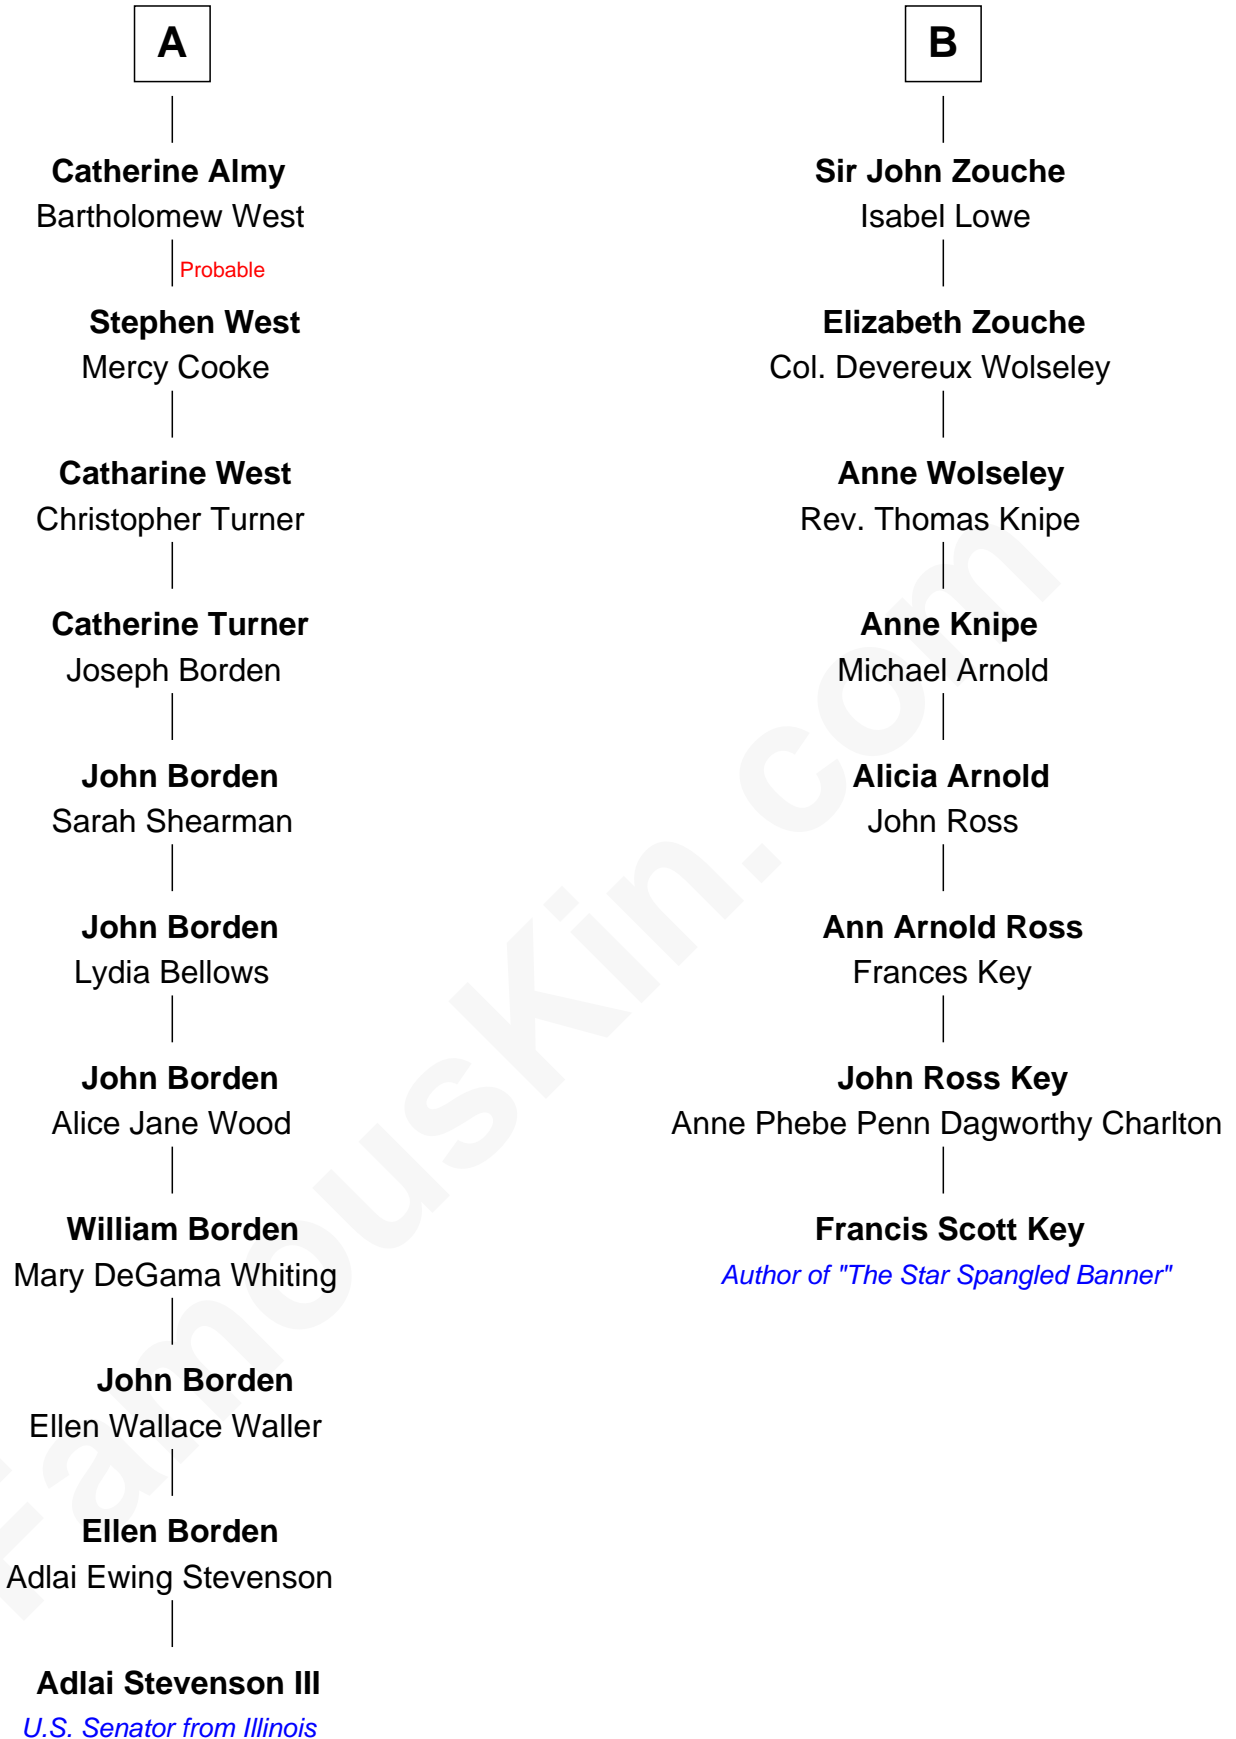 A
Catherine Almy
Bartholomew West
Probable
Stephen West
Mercy Cooke
Catharine West
Christopher Turner
Catherine Turner
Joseph Borden
John Borden
Sarah Shearman
John Borden
Lydia Bellows
John Borden
Alice Jane Wood
William Borden
Mary DeGama Whiting
John Borden
Ellen Wallace Waller
Ellen Borden
Adlai Ewing Stevenson
Adlai Stevenson III
U.S. Senator from Illinois
B
Sir John Zouche
Isabel Lowe
Elizabeth Zouche
Col. Devereux Wolseley
Anne Wolseley
Rev. Thomas Knipe
Anne Knipe
Michael Arnold
Alicia Arnold
John Ross
Ann Arnold Ross
Frances Key
John Ross Key
Anne Phebe Penn Dagworthy Charlton
Francis Scott Key
Author of "The Star Spangled Banner"
FamousKin.com